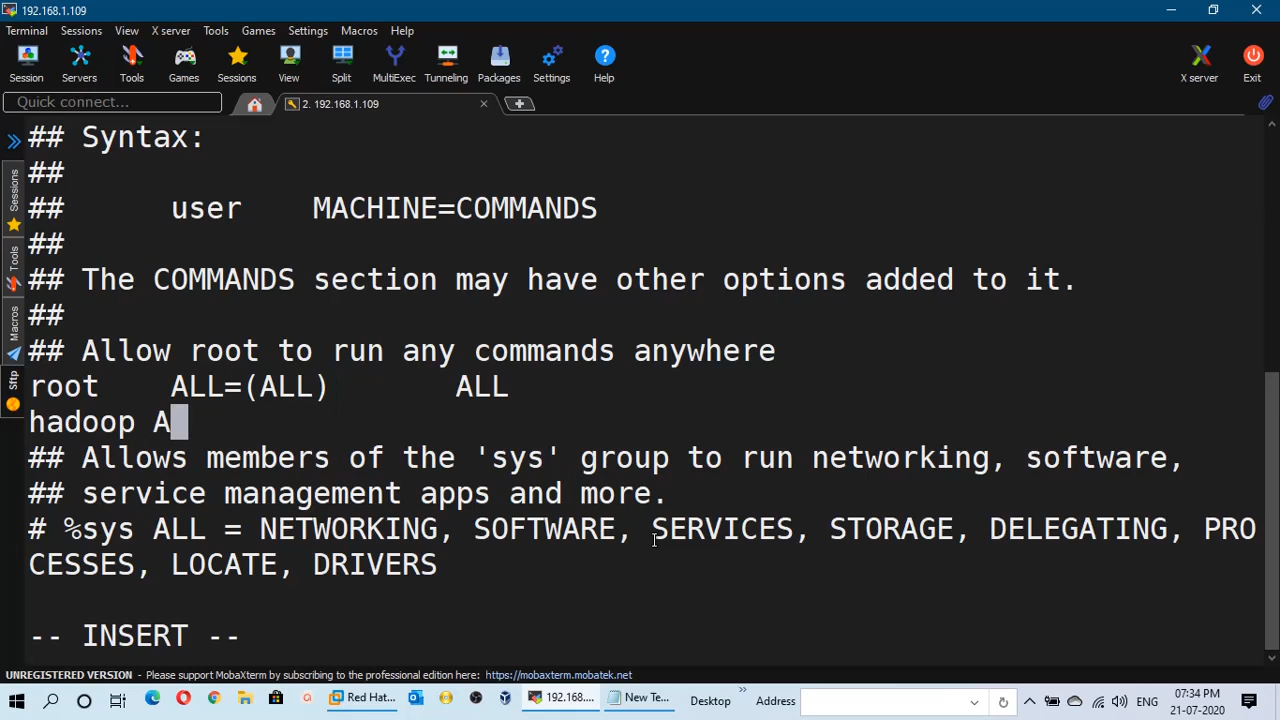 192.168.1.109
Terminal Sessions View X server Tools Games Settings Macros Help
Session Servers Tools Games Sessions View Split MultiExec Tunneling Packages Settings Help X server Exit
Quick connect... 2. 192.168.1.109
Sessions
Tools
Macros
Sftp
## Syntax:
##
## user MACHINE=COMMANDS
##
## The COMMANDS section may have other options added to it.
##
## Allow root to run any commands anywhere
root ALL=(ALL) ALL
hadoop A
## Allows members of the 'sys' group to run networking, software,
## service management apps and more.
# %sys ALL = NETWORKING, SOFTWARE, SERVICES, STORAGE, DELEGATING, PRO
CESSES, LOCATE, DRIVERS
-- INSERT --
UNREGISTERED VERSION - Please support MobaXterm by subscribing to the professional edition here: https://mobaxterm.mobatek.net
Red Hat... 192.168.... New Te... Desktop Address ENG 07:34 PM
21-07-2020